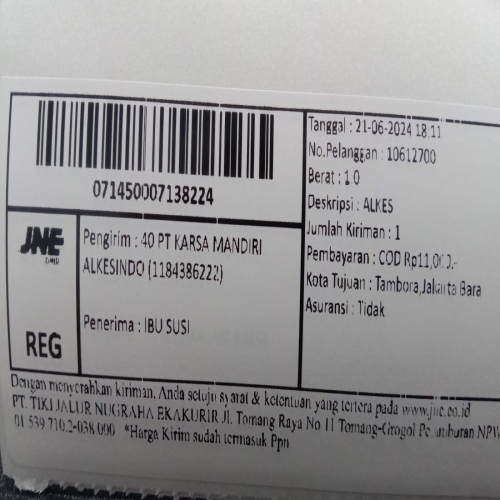 071450007138224
Tanggal : 21-06-2024 18:11
No.Pelanggan : 10612700
Berat : 1.0
Deskripsi : ALKES
Jumlah Kiriman : 1
Pembayaran : COD Rp11,000.-
Kota Tujuan : Tambora,Jakarta Bara
Asuransi : Tidak
JNE
REG
Pengirim : 40 PT KARSA MANDIRI
ALKESINDO (1184386222)
Penerima : IBU SUSI
Dengan menyerahkan kiriman, Anda setuju syarat & ketentuan yang tertera pada www.jne.co.id
PT. TIKI JALUR NUGRAHA EKAKURIR Jl. Tomang Raya No 11 Tomang-Grogol Pe amburan NPW
01 539 710.2-038.000 *Harga Kirim sudah termasuk Ppn